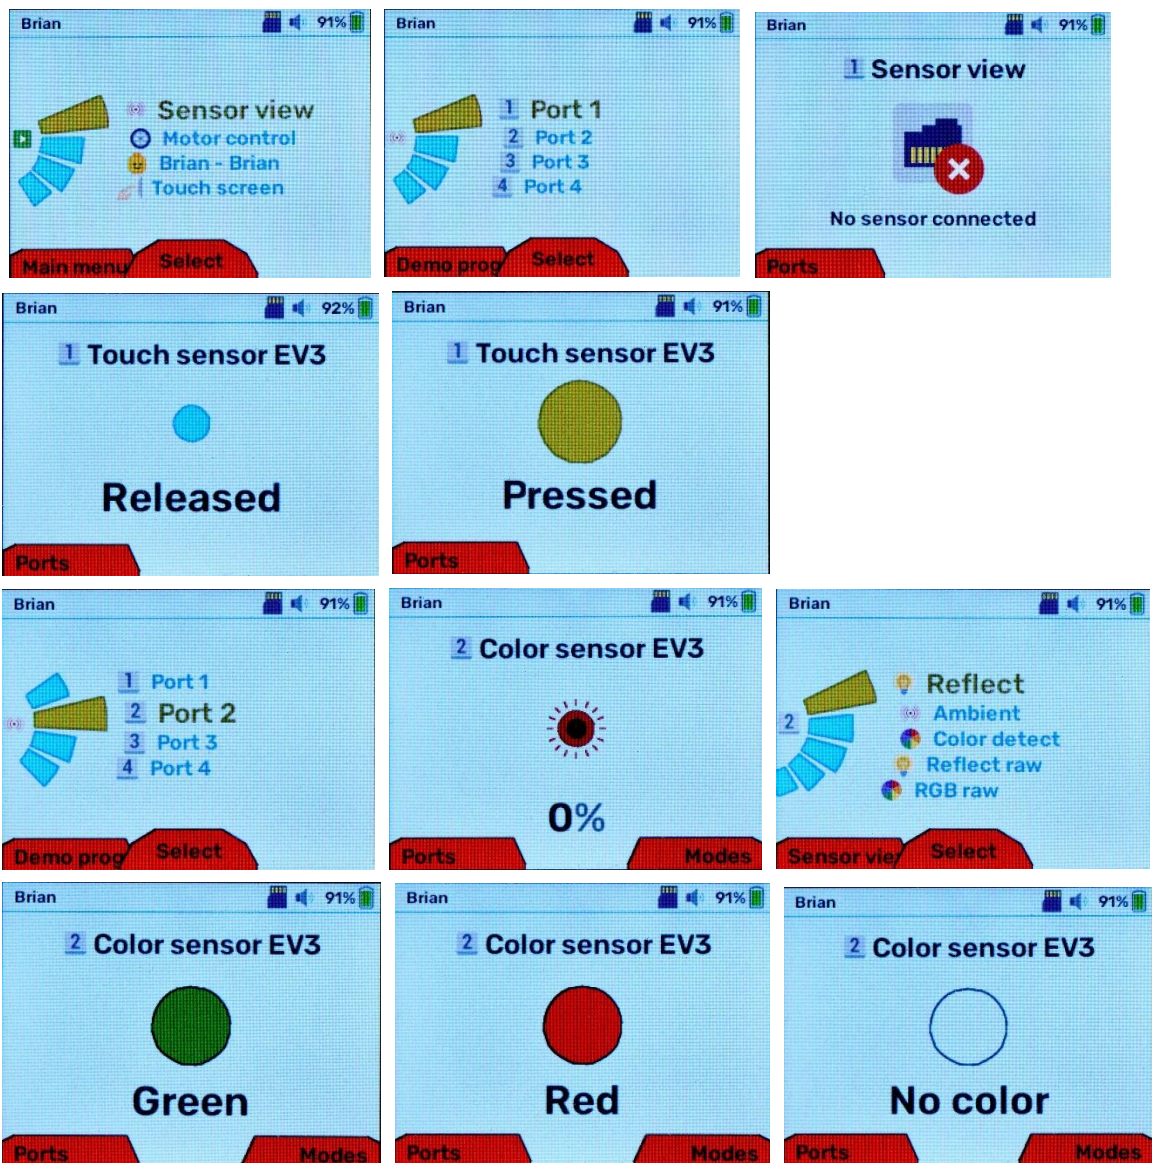 Brian 91%
Sensor view
Motor control
Brian - Brian
Touch screen
Main menu Select
Brian 91%
1 Port 1
2 Port 2
3 Port 3
4 Port 4
Demo prog Select
Brian 91%
1 Sensor view
No sensor connected
Ports
Brian 92%
1 Touch sensor EV3
Released
Ports
Brian 91%
1 Touch sensor EV3
Pressed
Ports
Brian 91%
1 Port 1
2 Port 2
3 Port 3
4 Port 4
Demo prog Select
Brian 91%
2 Color sensor EV3
0%
Ports Modes
Brian 91%
2
Reflect
Ambient
Color detect
Reflect raw
RGB raw
Sensor vie Select
Brian 91%
2 Color sensor EV3
Green
Ports Modes
Brian 91%
2 Color sensor EV3
Red
Ports Modes
Brian 91%
2 Color sensor EV3
No color
Ports Modes